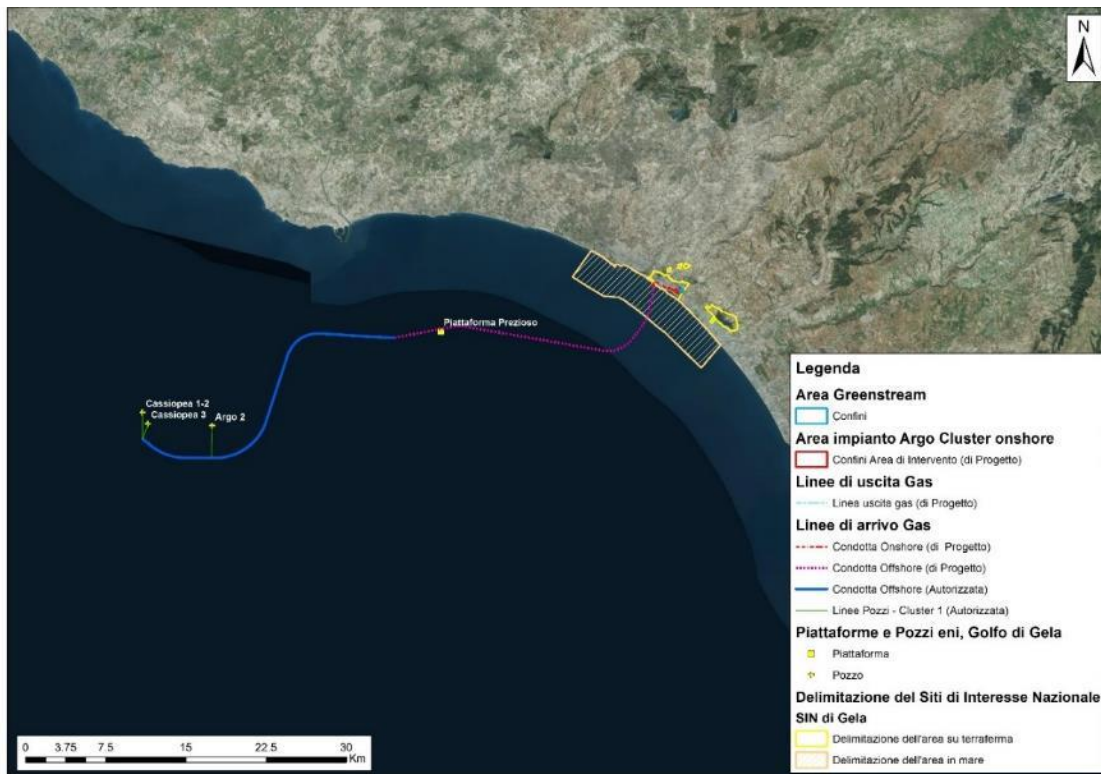 N
Piattaforma Prezioso
Cassiopea 1-2
Cassiopea 3
Argo 2
Legenda
Area Greenstream
Confini
Area impianto Argo Cluster onshore
Confini Area di Intervento (di Progetto)
Linee di uscita Gas
Linea uscita gas (di Progetto)
Linee di arrivo Gas
Condotta Onshore (di Progetto)
Condotta Offshore (di Progetto)
Condotta Offshore (Autorizzata)
Linee Pozzi - Cluster 1 (Autorizzata)
Piattaforme e Pozzi eni, Golfo di Gela
Piattaforma
Pozzo
Delimitazione del Siti di Interesse Nazionale
SIN di Gela
Delimitazione dell'area su terraferma
Delimitazione dell'area in mare
0 3.75 7.5 15 22.5 30
Km